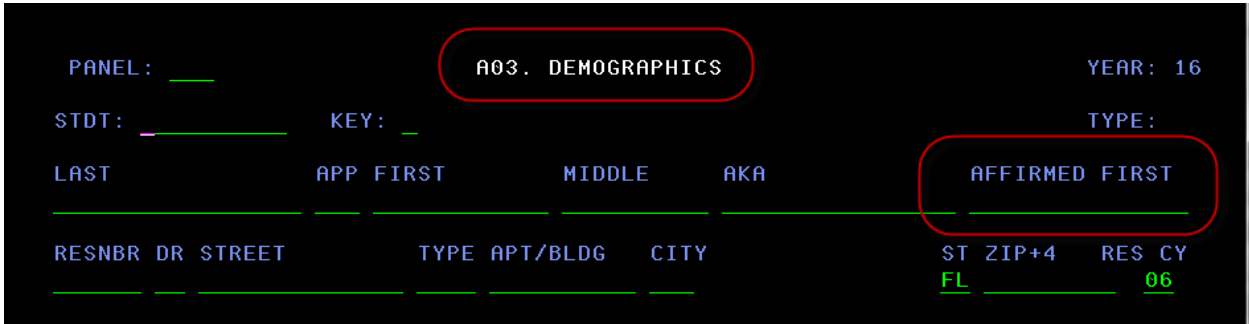 PANEL: A03. DEMOGRAPHICS YEAR: 16
STDT: KEY: TYPE:
LAST APP FIRST MIDDLE AKA AFFIRMED FIRST
RESNBR DR STREET TYPE APT/BLDG CITY ST ZIP+4 RES CY
FL 06